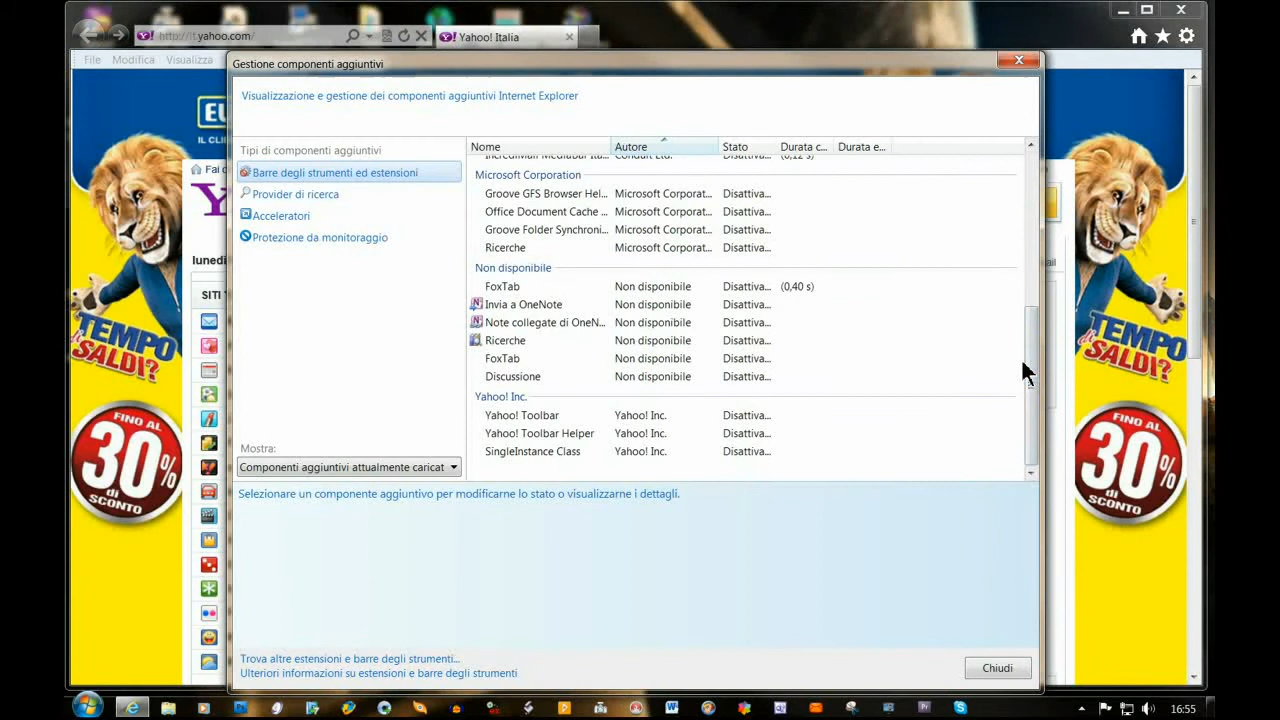 http://it.yahoo.com/
Yahoo! Italia
File Modifica Visualizza
Gestione componenti aggiuntivi
Visualizzazione e gestione dei componenti aggiuntivi Internet Explorer
Tipi di componenti aggiuntivi
Barre degli strumenti ed estensioni
Provider di ricerca
Acceleratori
Protezione da monitoraggio
Nome Autore Stato Durata c... Durata e...
Microsoft Corporation
Groove GFS Browser Hel... Microsoft Corporat... Disattiva...
Office Document Cache ... Microsoft Corporat... Disattiva...
Groove Folder Synchroni... Microsoft Corporat... Disattiva...
Ricerche Microsoft Corporat... Disattiva...
Non disponibile
FoxTab Non disponibile Disattiva... (0,40 s)
Invia a OneNote Non disponibile Disattiva...
Note collegate di OneN... Non disponibile Disattiva...
Ricerche Non disponibile Disattiva...
FoxTab Non disponibile Disattiva...
Discussione Non disponibile Disattiva...
Yahoo! Inc.
Yahoo! Toolbar Yahoo! Inc. Disattiva...
Yahoo! Toolbar Helper Yahoo! Inc. Disattiva...
SingleInstance Class Yahoo! Inc. Disattiva...
Mostra:
Componenti aggiuntivi attualmente caricat
Selezionare un componente aggiuntivo per modificarne lo stato o visualizzarne i dettagli.
Trova altre estensioni e barre degli strumenti...
Ulteriori informazioni su estensioni e barre degli strumenti
Chiudi
EU
IL CLI
Fai d
Y
lunedì
SITI
TEMPO
di SALDI?
FINO AL
30%
di
SCONTO
TEMPO
di SALDI?
FINO AL
30%
di
SCONTO
16:55